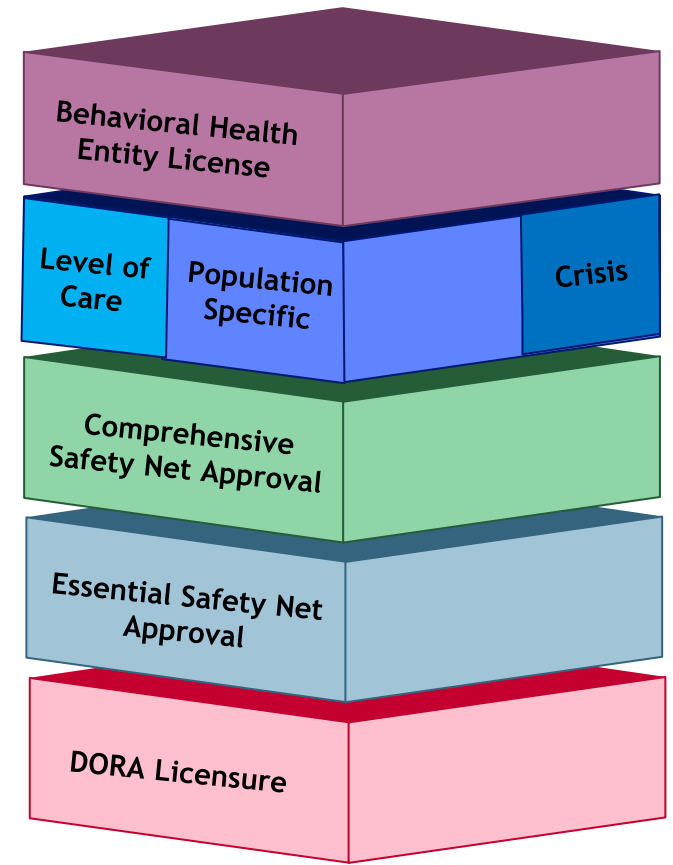 Behavioral Health
Entity License
Level of
Care
Population
Specific
Crisis
Comprehensive
Safety Net Approval
Essential Safety Net
Approval
DORA Licensure